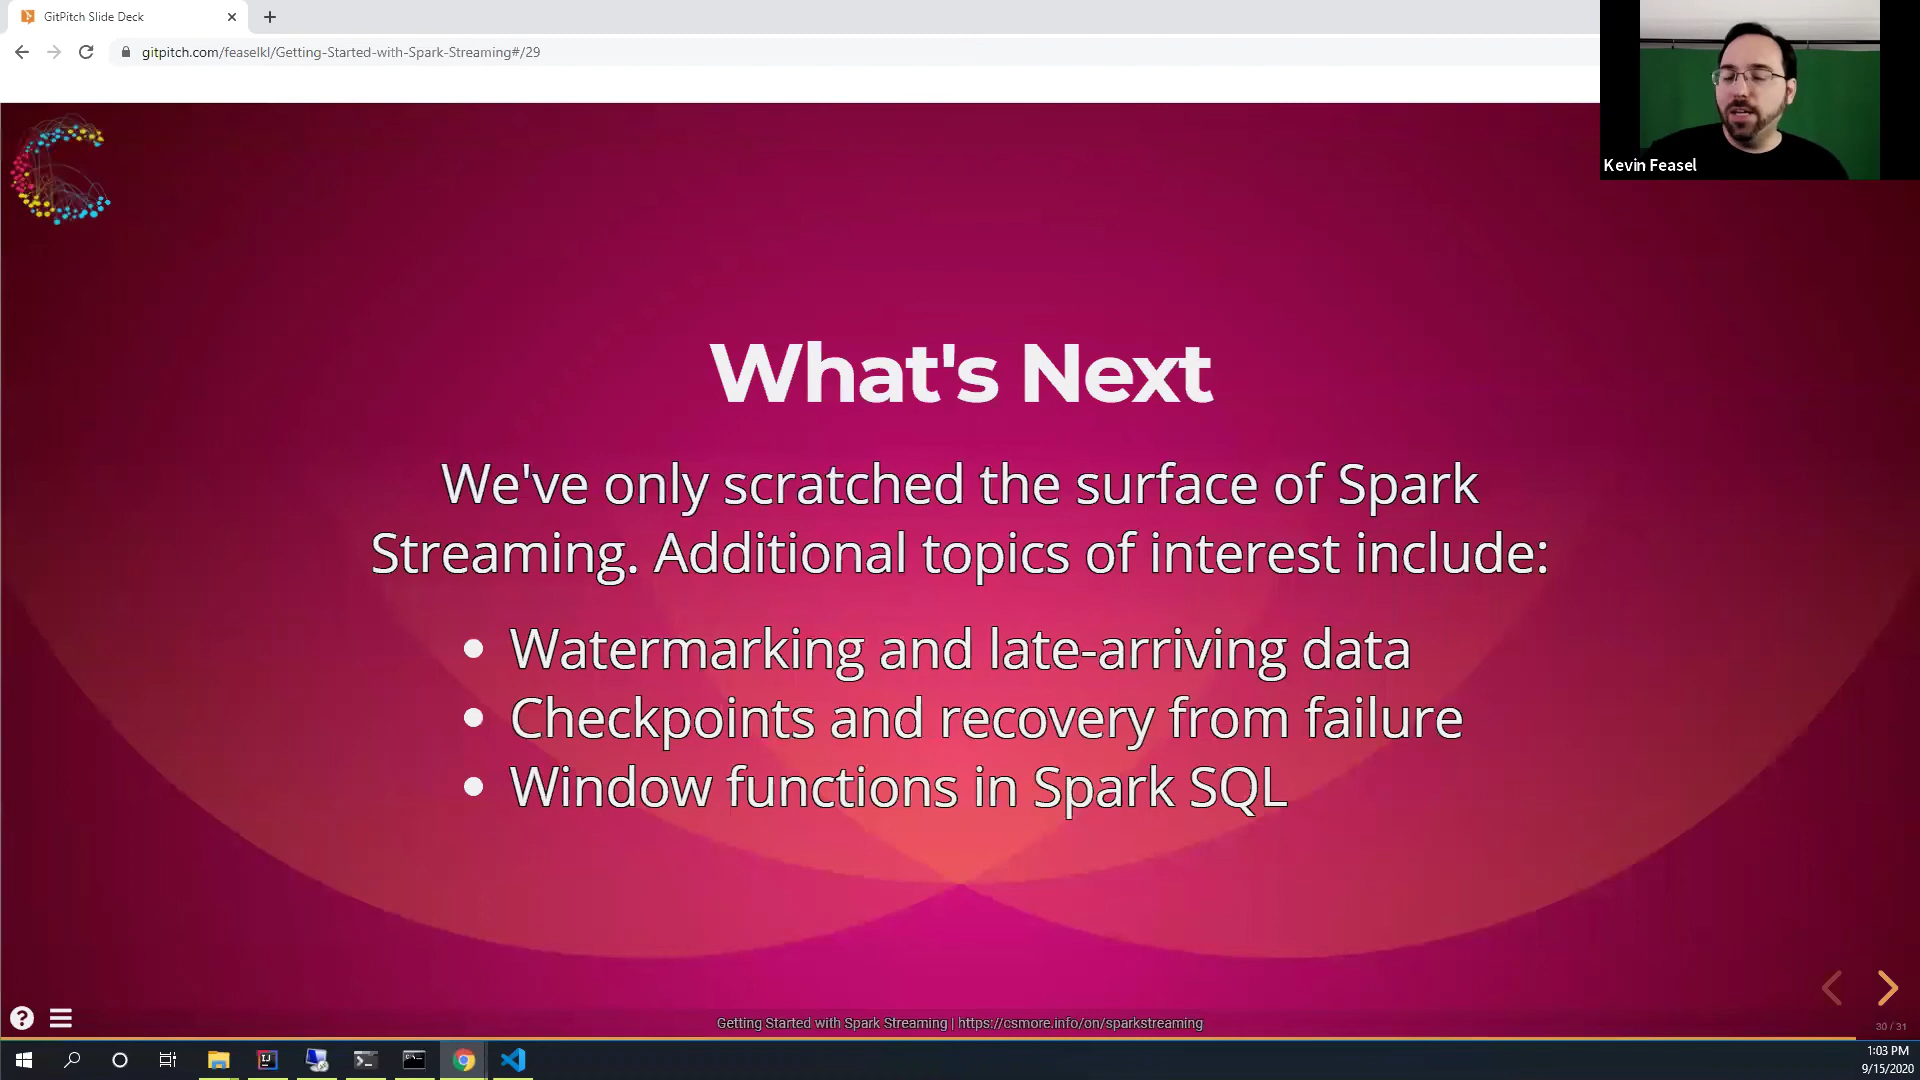 GitPitch Slide Deck
gitpitch.com/feaselkl/Getting-Started-with-Spark-Streaming#/29
Kevin Feasel
What's Next
We've only scratched the surface of Spark
Streaming. Additional topics of interest include:
• Watermarking and late-arriving data
• Checkpoints and recovery from failure
• Window functions in Spark SQL
Getting Started with Spark Streaming | https://csmore.info/on/sparkstreaming
30 / 31
1:03 PM
9/15/2020